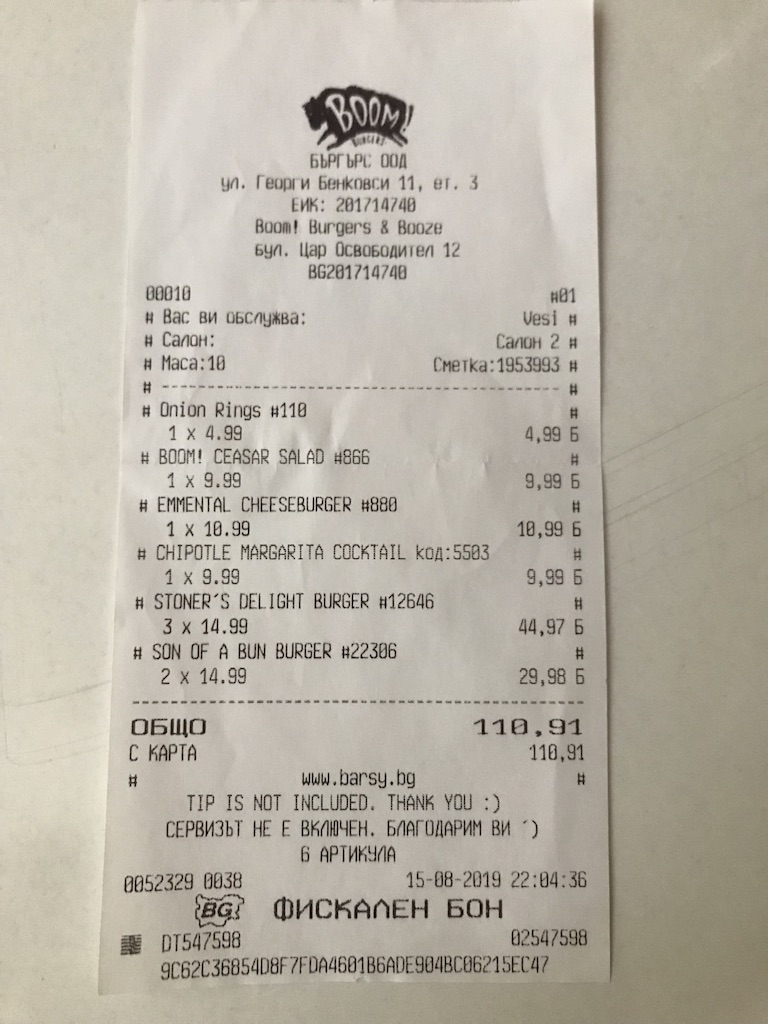 BOOM!
BURGERS
БЪРГЪРС ООД
ул. Георги Бенковси 11, ет. 3
ЕИК: 201714740
Boom! Burgers & Booze
бул. Цар Освободител 12
BG201714740
00010 #01
# Вас ви обслужва: Vesi #
# Салон: Салон 2 #
# Маса:10 Сметка:1953993 #
# ------------------------------------------ #
# Onion Rings #110 #
1 x 4.99 4,99 Б
# BOOM! CEASAR SALAD #866 #
1 x 9.99 9,99 Б
# EMMENTAL CHEESEBURGER #880 #
1 x 10.99 10,99 Б
# CHIPOTLE MARGARITA COCKTAIL код:5503 #
1 x 9.99 9,99 Б
# STONER'S DELIGHT BURGER #12646 #
3 x 14.99 44,97 Б
# SON OF A BUN BURGER #22306 #
2 x 14.99 29,98 Б
ОБЩО 110,91
С КАРТА 110,91
# www.barsy.bg #
TIP IS NOT INCLUDED. THANK YOU :)
СЕРВИЗЪТ НЕ Е ВКЛЮЧЕН. БЛАГОДАРИМ ВИ ´)
6 АРТИКУЛА
0052329 0038 15-08-2019 22:04:36
BG ФИСКАЛЕН БОН
DT547598 02547598
9C62C36854D8F7FDA4601B6ADE904BC06215EC47